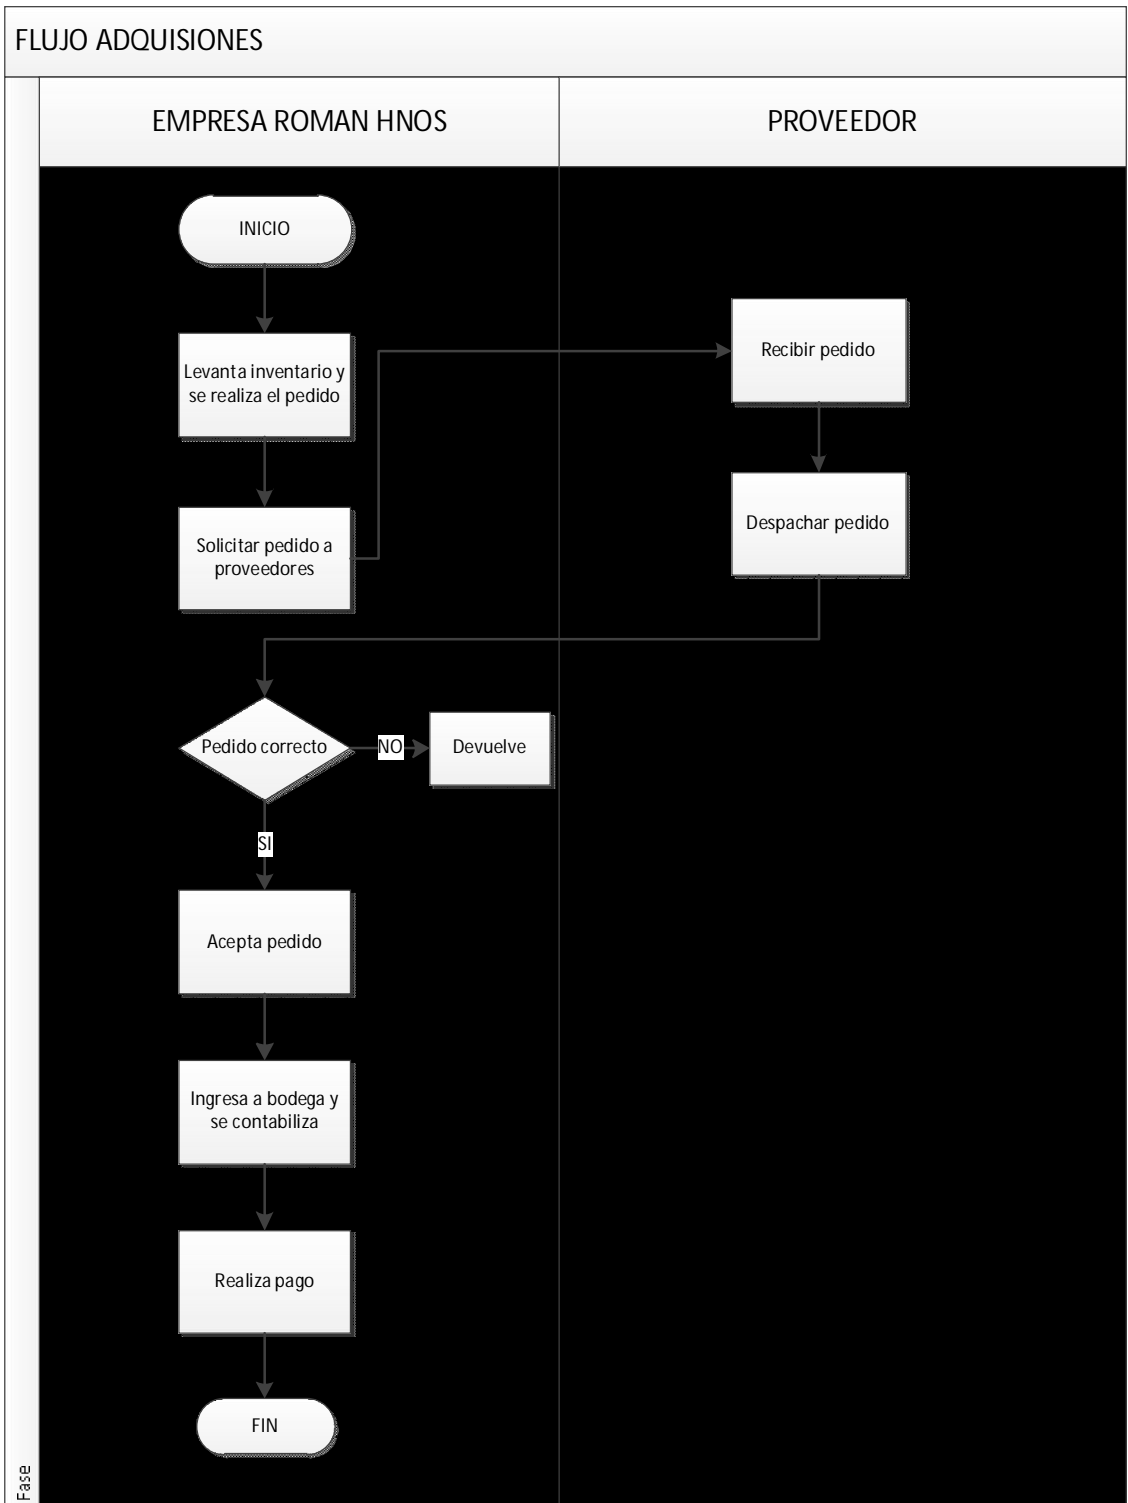 FLUJO ADQUISIONES
EMPRESA ROMAN HNOS
PROVEEDOR
INICIO
Levanta inventario y
se realiza el pedido
Recibir pedido
Solicitar pedido a
proveedores
Despachar pedido
Pedido correcto
NO
Devuelve
SI
Acepta pedido
Ingresa a bodega y
se contabiliza
Realiza pago
FIN
Fase